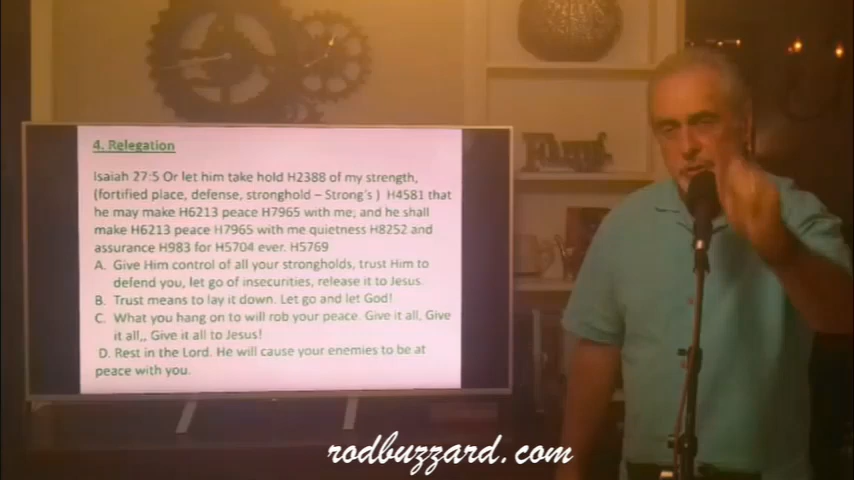 4. Relegation
Isaiah 27:5 Or let him take hold H2388 of my strength,
(fortified place, defense, stronghold – Strong's ) H4581 that
he may make H6213 peace H7965 with me; and he shall
make H6213 peace H7965 with me quietness H8252 and
assurance H983 for H5704 ever. H5769
A. Give Him control of all your strongholds, trust Him to
defend you, let go of insecurities, release it to Jesus.
B. Trust means to lay it down. Let go and let God!
C. What you hang on to will rob your peace. Give it all, Give
it all,, Give it all to Jesus!
D. Rest in the Lord. He will cause your enemies to be at
peace with you.
rodbuzzard.com